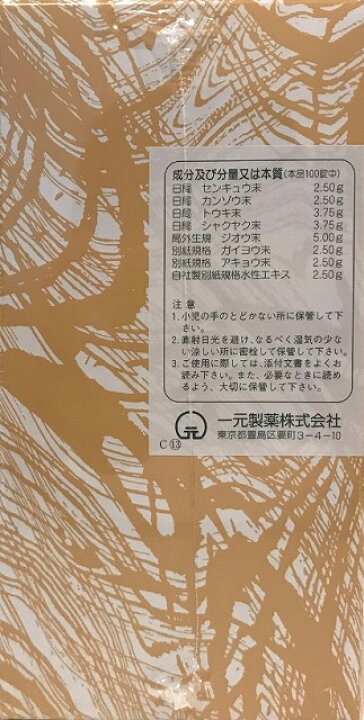 成分及び分量又は本質(本品100錠中)
日局 センキュウ末 2.50g
日局 カンゾウ末 2.50g
日局 トウキ末 3.75g
日局 シャクヤク末 3.75g
局外生規 ジオウ末 5.00g
別紙規格 ガイヨウ末 2.50g
別紙規格 アキョウ末 2.50g
自社製別紙規格水性エキス 2.50g
注意
1.小児の手のとどかない所に保管して下
さい。
2.直射日光を避け、なるべく湿気の少な
い涼しい所に密栓して保管して下さい。
3.ご使用に際しては、添付文書をよくお
読み下さい。また、必要なときに読め
るよう、大切に保管して下さい。
元 一元製薬株式会社
東京都豊島区要町3-4-10
C⑬